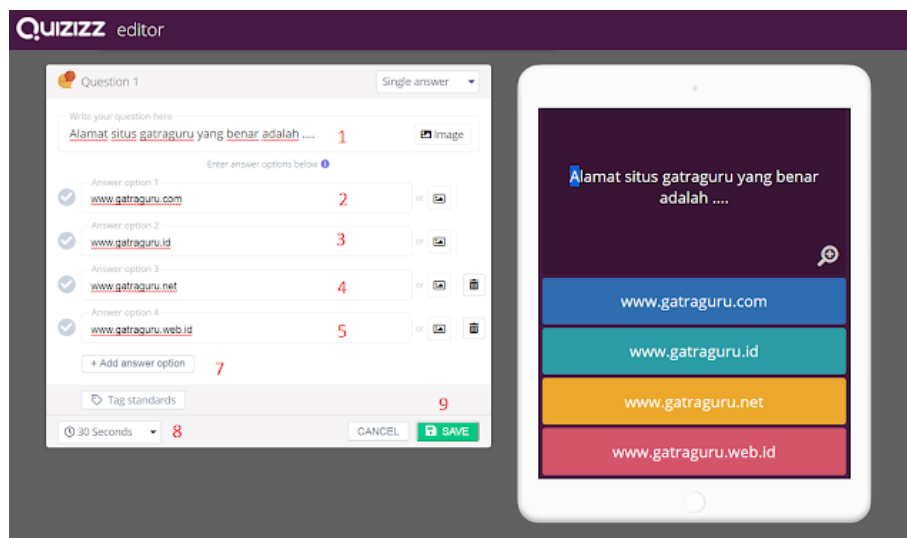 QUIZIZZ editor
Question 1
Single answer
Write your question here
Alamat situs gatraguru yang benar adalah ....
1
Image
Enter answer options below
Answer option 1
www.gatraguru.com
2
or
Answer option 2
www.gatraguru.id
3
or
Answer option 3
www.gatraguru.net
4
or
Answer option 4
www.gatraguru.web.id
5
or
+ Add answer option
7
Tag standards
9
30 Seconds
8
CANCEL
SAVE
Alamat situs gatraguru yang benar
adalah ....
www.gatraguru.com
www.gatraguru.id
www.gatraguru.net
www.gatraguru.web.id